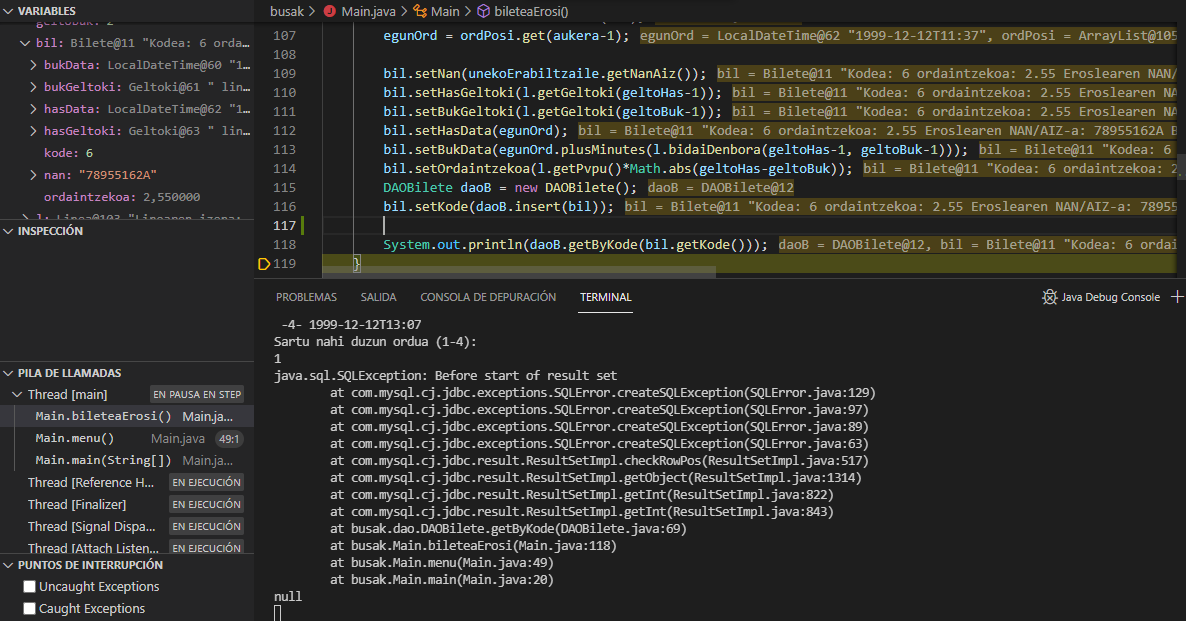 VARIABLES
bil: Bilete@11 "Kodea: 6 orda...
bukData: LocalDateTime@60 "1...
bukGeltoki: Geltoki@61 " lin...
hasData: LocalDateTime@62 "1...
hasGeltoki: Geltoki@63 " lin...
kode: 6
nan: "78955162A"
ordaintzekoa: 2,550000
INSPECCIÓN
PILA DE LLAMADAS
Thread [main] EN PAUSA EN STEP
Main.bileteaErosi() Main.ja...
Main.menu() Main.java 49:1
Main.main(String[]) Main.ja...
Thread [Reference H... EN EJECUCIÓN
Thread [Finalizer] EN EJECUCIÓN
Thread [Signal Dispa... EN EJECUCIÓN
Thread [Attach Listen... EN EJECUCIÓN
PUNTOS DE INTERRUPCIÓN
Uncaught Exceptions
Caught Exceptions
busak > Main.java > Main > bileteaErosi()
107 egunOrd = ordPosi.get(aukera-1); egunOrd = LocalDateTime@62 "1999-12-12T11:37", ordPosi = ArrayList@105
108
109 bil.setNan(unekoErabiltzaile.getNanAiz()); bil = Bilete@11 "Kodea: 6 ordaintzekoa: 2.55 Eroslearen NAN/
110 bil.setHasGeltoki(l.getGeltoki(geltoHas-1)); bil = Bilete@11 "Kodea: 6 ordaintzekoa: 2.55 Eroslearen NA
111 bil.setBukGeltoki(l.getGeltoki(geltoBuk-1)); bil = Bilete@11 "Kodea: 6 ordaintzekoa: 2.55 Eroslearen NA
112 bil.setHasData(egunOrd); bil = Bilete@11 "Kodea: 6 ordaintzekoa: 2.55 Eroslearen NAN/AIZ-a: 78955162A B
113 bil.setBukData(egunOrd.plusMinutes(l.bidaiDenbora(geltoHas-1, geltoBuk-1))); bil = Bilete@11 "Kodea: 6
114 bil.setOrdaintzekoa(l.getPvpu()*Math.abs(geltoHas-geltoBuk)); bil = Bilete@11 "Kodea: 6 ordaintzekoa: 2
115 DAOBilete daoB = new DAOBilete(); daoB = DAOBilete@12
116 bil.setKode(daoB.insert(bil)); bil = Bilete@11 "Kodea: 6 ordaintzekoa: 2.55 Eroslearen NAN/AIZ-a: 78955
117
118 System.out.println(daoB.getByKode(bil.getKode())); daoB = DAOBilete@12, bil = Bilete@11 "Kodea: 6 ordai
119 }
PROBLEMAS SALIDA CONSOLA DE DEPURACIÓN TERMINAL Java Debug Console
-4- 1999-12-12T13:07
Sartu nahi duzun ordua (1-4):
1
java.sql.SQLException: Before start of result set
at com.mysql.cj.jdbc.exceptions.SQLError.createSQLException(SQLError.java:129)
at com.mysql.cj.jdbc.exceptions.SQLError.createSQLException(SQLError.java:97)
at com.mysql.cj.jdbc.exceptions.SQLError.createSQLException(SQLError.java:89)
at com.mysql.cj.jdbc.exceptions.SQLError.createSQLException(SQLError.java:63)
at com.mysql.cj.jdbc.result.ResultSetImpl.checkRowPos(ResultSetImpl.java:517)
at com.mysql.cj.jdbc.result.ResultSetImpl.getObject(ResultSetImpl.java:1314)
at com.mysql.cj.jdbc.result.ResultSetImpl.getInt(ResultSetImpl.java:822)
at com.mysql.cj.jdbc.result.ResultSetImpl.getInt(ResultSetImpl.java:843)
at busak.dao.DAOBilete.getByKode(DAOBilete.java:69)
at busak.Main.bileteaErosi(Main.java:118)
at busak.Main.menu(Main.java:49)
at busak.Main.main(Main.java:20)
null